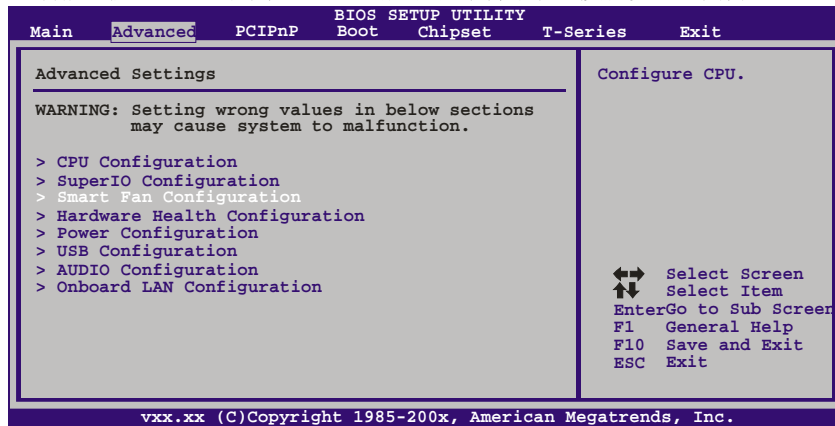 BIOS SETUP UTILITY
Main Advanced PCIPnP Boot Chipset T-Series Exit
Advanced Settings
WARNING: Setting wrong values in below sections
may cause system to malfunction.
> CPU Configuration
> SuperIO Configuration
> Smart Fan Configuration
> Hardware Health Configuration
> Power Configuration
> USB Configuration
> AUDIO Configuration
> Onboard LAN Configuration
Configure CPU.
Select Screen
Select Item
EnterGo to Sub Screen
F1 General Help
F10 Save and Exit
ESC Exit
vxx.xx (C)Copyright 1985-200x, American Megatrends, Inc.